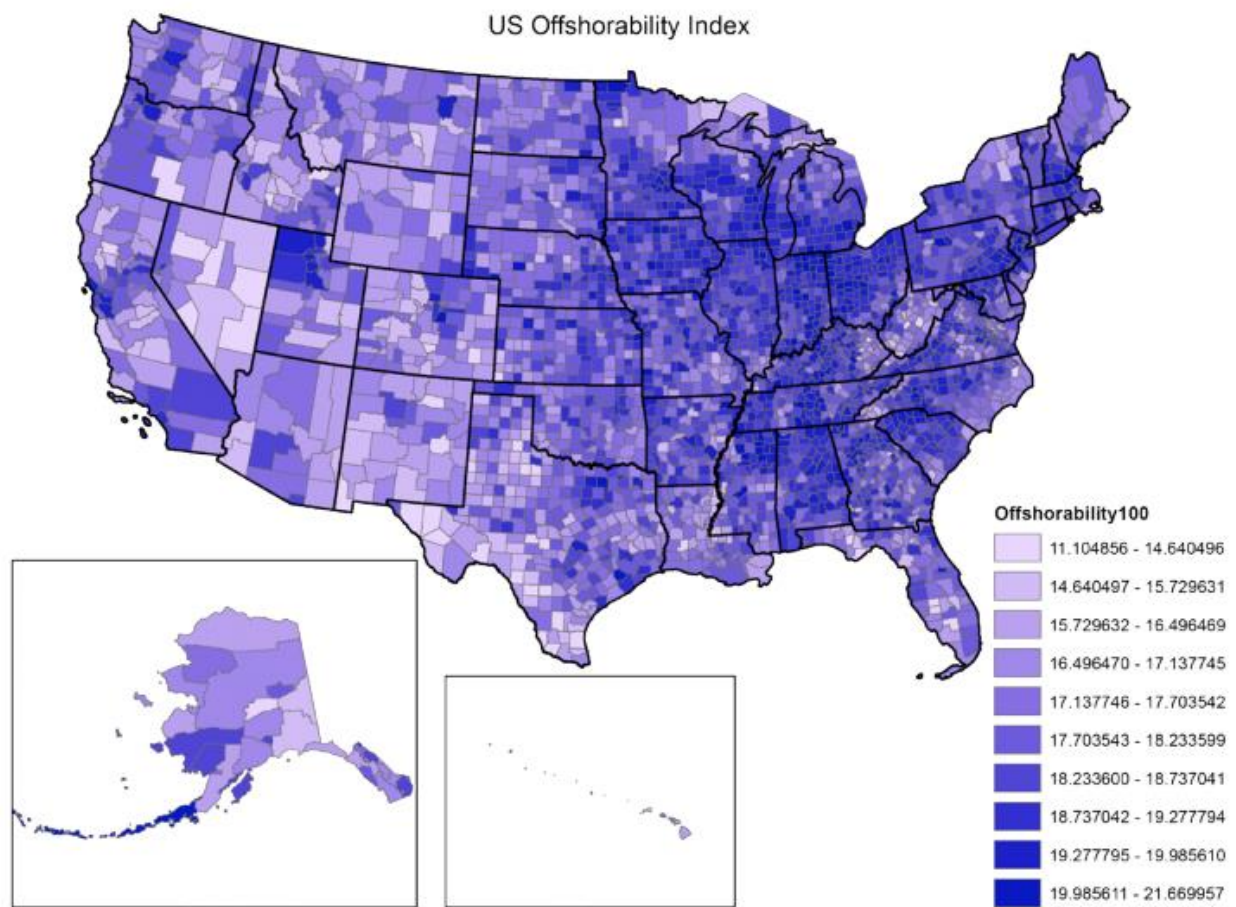 US Offshorability Index
Offshorability100
11.104856 - 14.640496
14.640497 - 15.729631
15.729632 - 16.496469
16.496470 - 17.137745
17.137746 - 17.703542
17.703543 - 18.233599
18.233600 - 18.737041
18.737042 - 19.277794
19.277795 - 19.985610
19.985611 - 21.669957